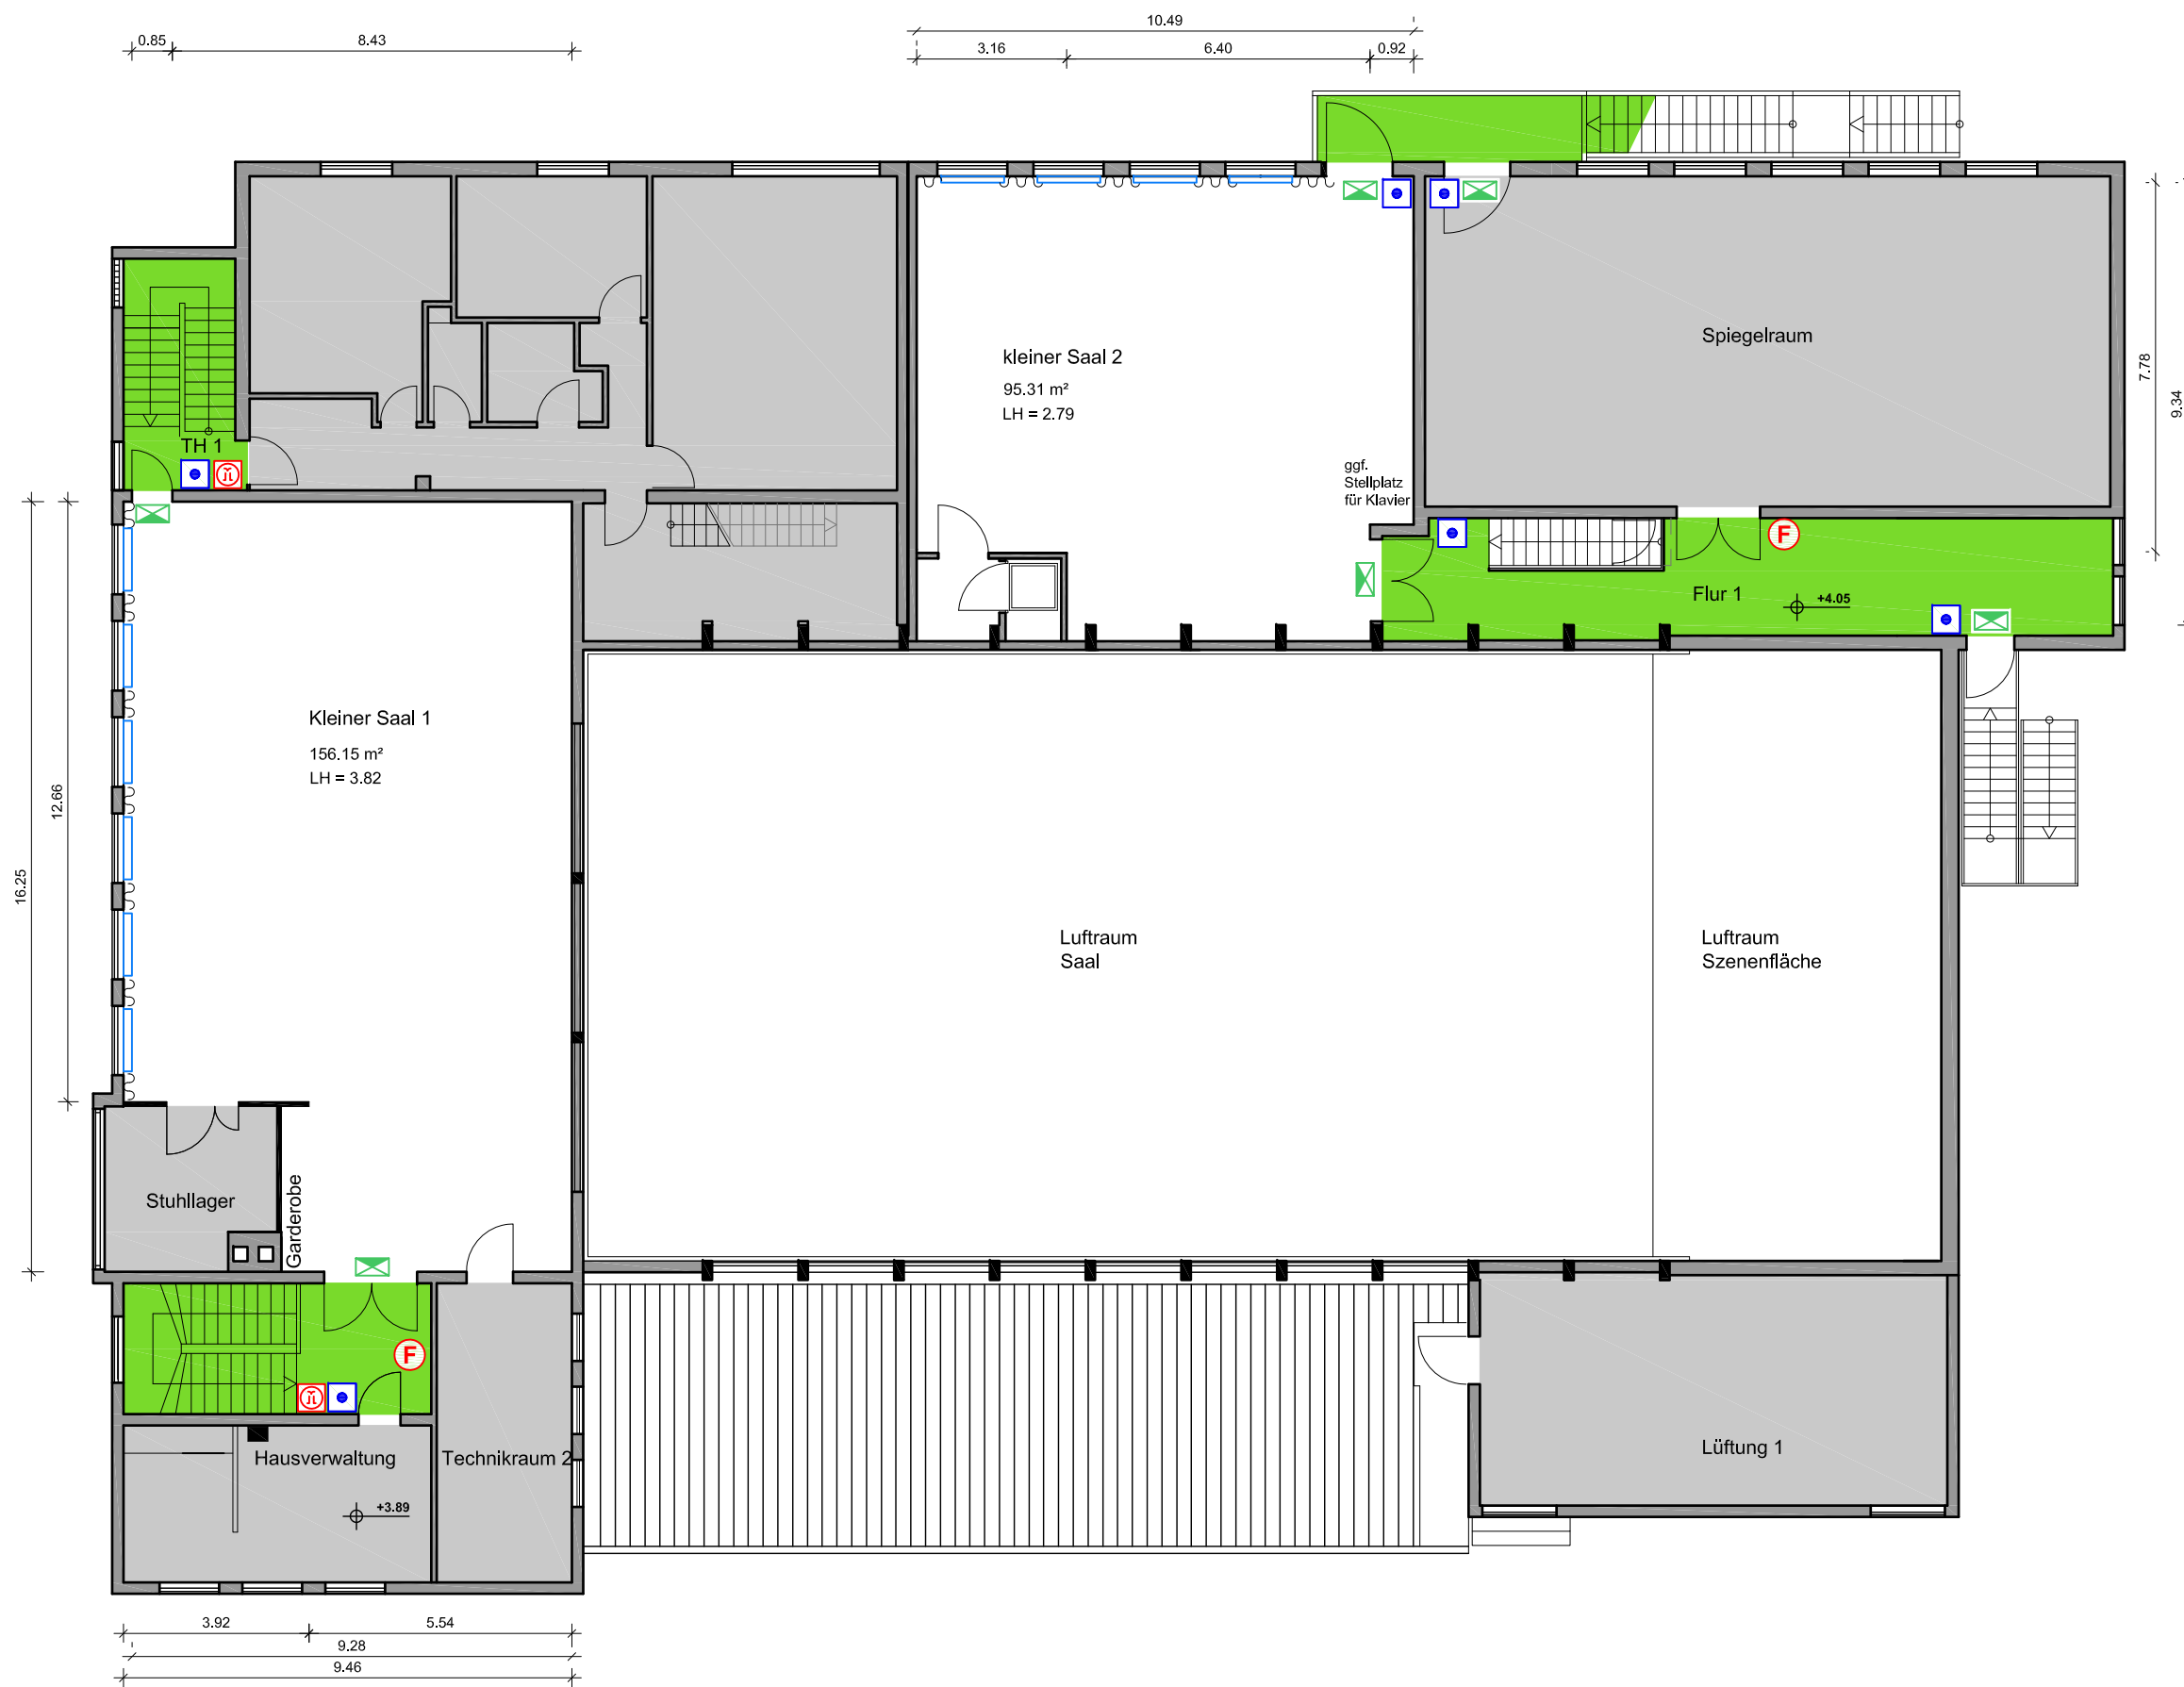 10.49
0.85
8.43
3.16
6.40
0.92
Spiegelraum
kleiner Saal 2
95.31 m²
LH = 2.79
7.78
9.34
TH 1
ggf.
Stellplatz
für Klavier
F
Flur 1
+4.05
Kleiner Saal 1
156.15 m²
LH = 3.82
12.66
16.25
Luftraum
Saal
Luftraum
Szenenfläche
Stuhllager
Garderobe
F
Hausverwaltung
Technikraum 2
Lüftung 1
+3.89
3.92
5.54
9.28
9.46